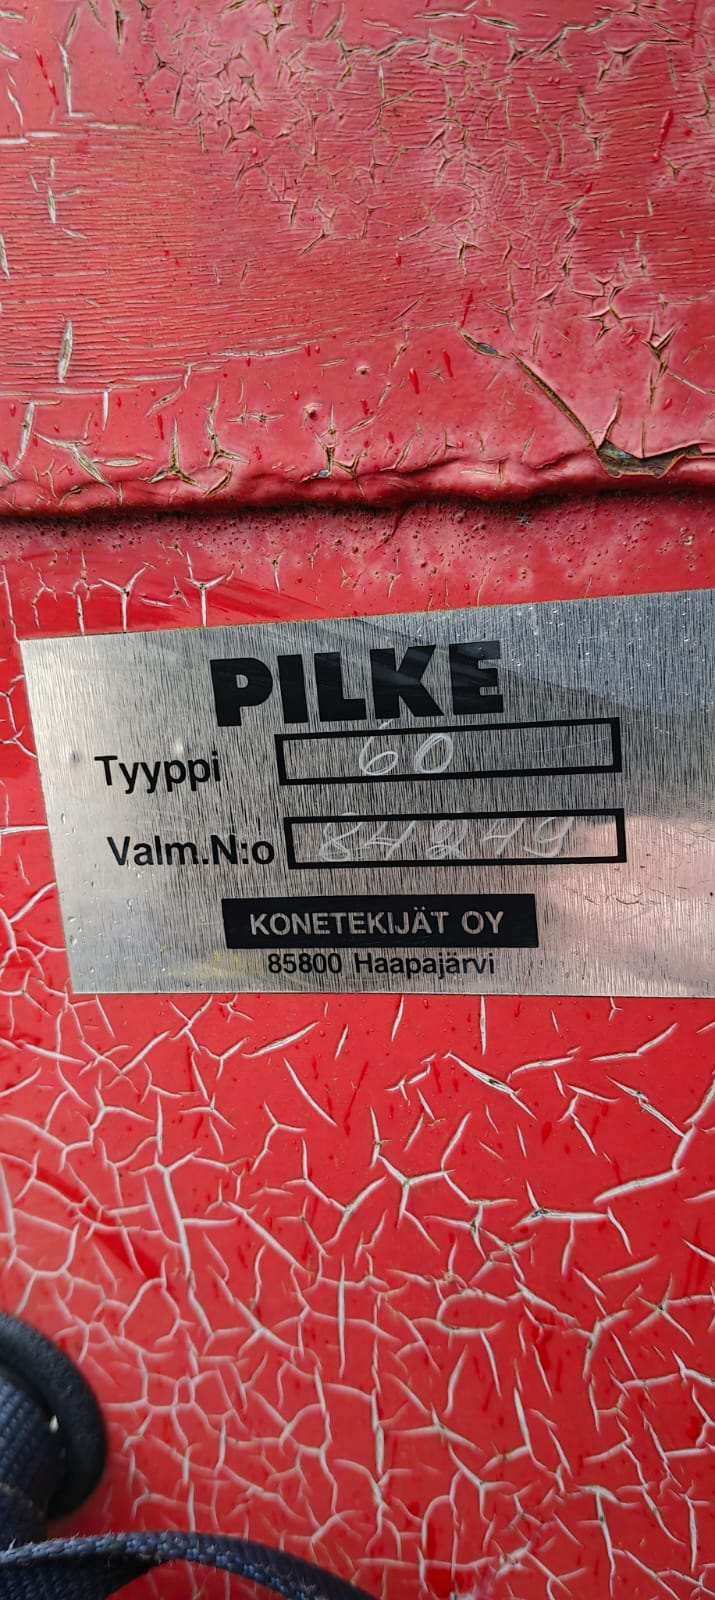 PILKE
Tyyppi 60
Valm.N:o 84249
KONETEKIJÄT OY
85800 Haapajärvi